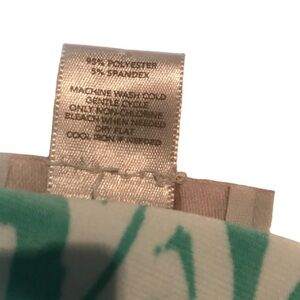 95% POLYESTER
5% SPANDEX
MACHINE WASH COLD
GENTLE CYCLE
ONLY NON-CHLORINE
BLEACH WHEN NEEDED
DRY FLAT
COOL IRON IF NEEDED